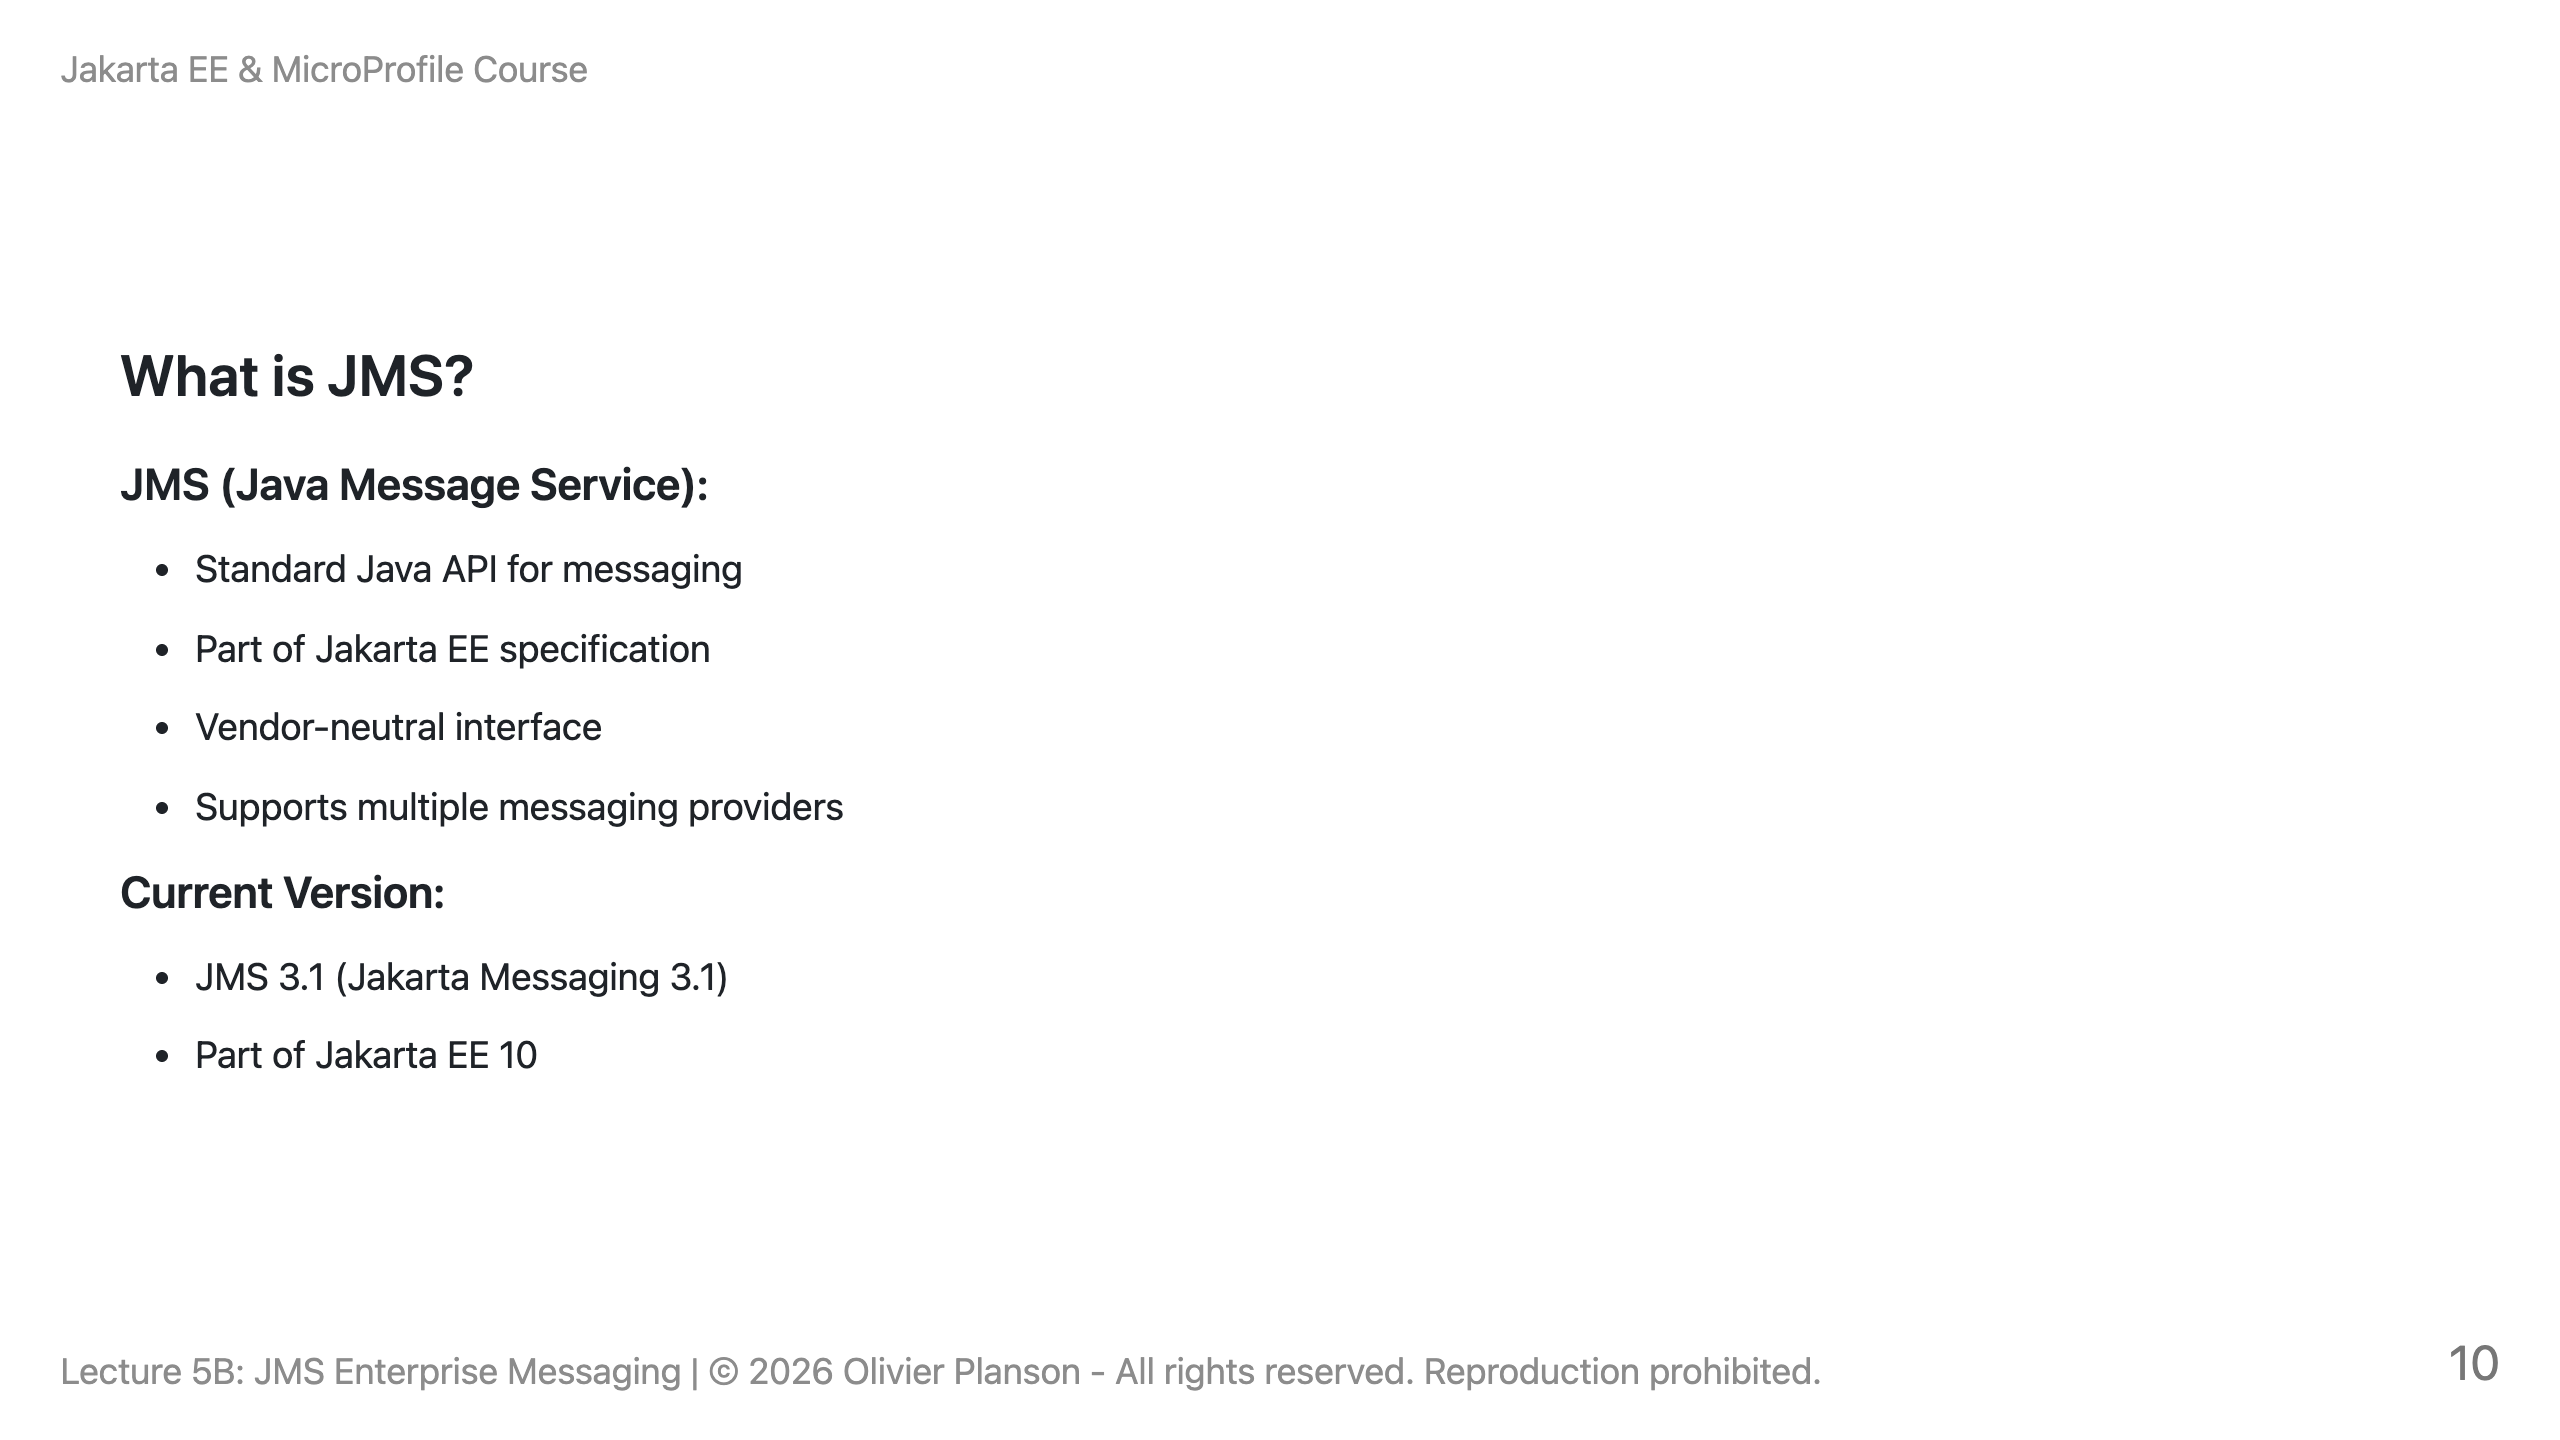 Jakarta EE & MicroProfile Course
What is JMS?
JMS (Java Message Service):
• Standard Java API for messaging
• Part of Jakarta EE specification
• Vendor-neutral interface
• Supports multiple messaging providers
Current Version:
• JMS 3.1 (Jakarta Messaging 3.1)
• Part of Jakarta EE 10
Lecture 5B: JMS Enterprise Messaging | © 2026 Olivier Planson - All rights reserved. Reproduction prohibited.
10